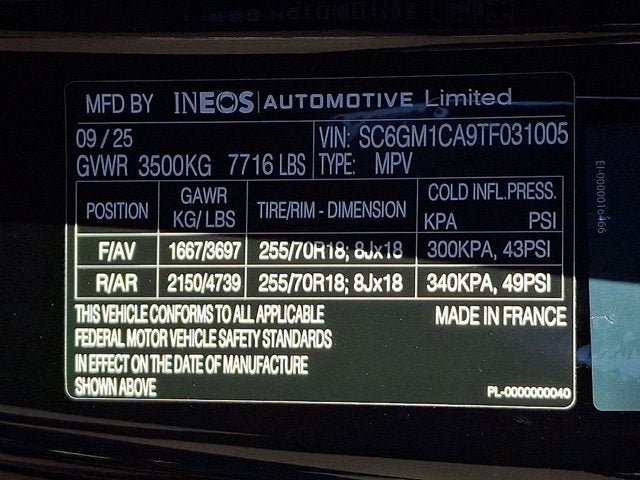 MFD BY INEOS | AUTOMOTIVE Limited
09 / 25
VIN: SC6GM1CA9TF031005
GVWR 3500KG 7716 LBS
TYPE: MPV
POSITION GAWR KG/ LBS TIRE/RIM - DIMENSION COLD INFL.PRESS. KPA PSI
F/AV 1667/3697 255/70R18; 8Jx18 300KPA, 43PSI
R/AR 2150/4739 255/70R18; 8Jx18 340KPA, 49PSI
THIS VEHICLE CONFORMS TO ALL APPLICABLE
FEDERAL MOTOR VEHICLE SAFETY STANDARDS
IN EFFECT ON THE DATE OF MANUFACTURE
SHOWN ABOVE
MADE IN FRANCE
PL-0000000040
EI-0000016466